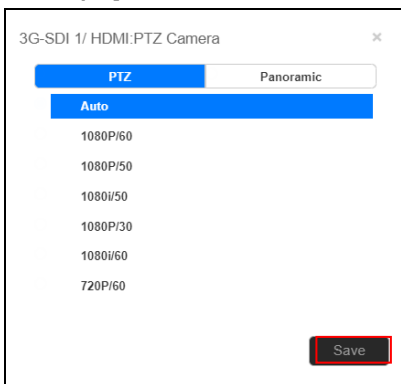 3G-SDI 1/ HDMI:PTZ Camera ×
PTZ Panoramic
Auto
1080P/60
1080P/50
1080i/50
1080P/30
1080i/60
720P/60
Save